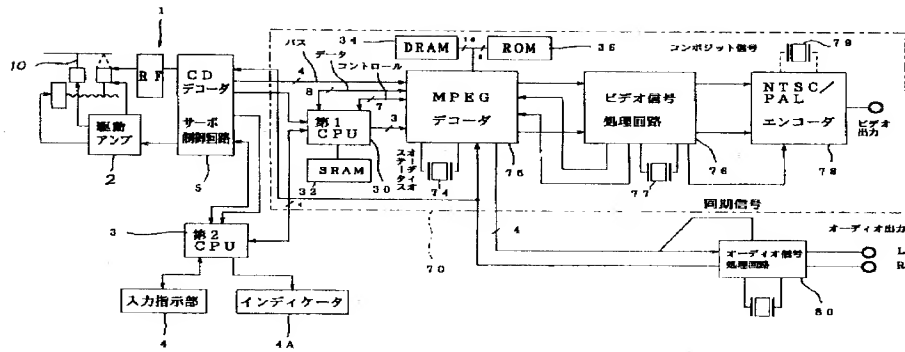 1
34
DRAM
16
8
ROM
36
コンポジット信号
79
10
RF
CD
デコーダ
サーボ
制御回路
5
バス
データ
コントロール
4
8
7
3
第1
CPU
30
SRAM
32
4
MPEG
デコーダ
75
オーディオ
ステータス
74
ビデオ信号
処理回路
76
77
NTSC/
PAL
エンコーダ
78
ビデオ
出力
76
駆動
アンプ
2
同期信号
3
第2
CPU
70
4
オーディオ出力
オーディオ信号
処理回路
L
R
80
入力指示部
4
インディケータ
4A